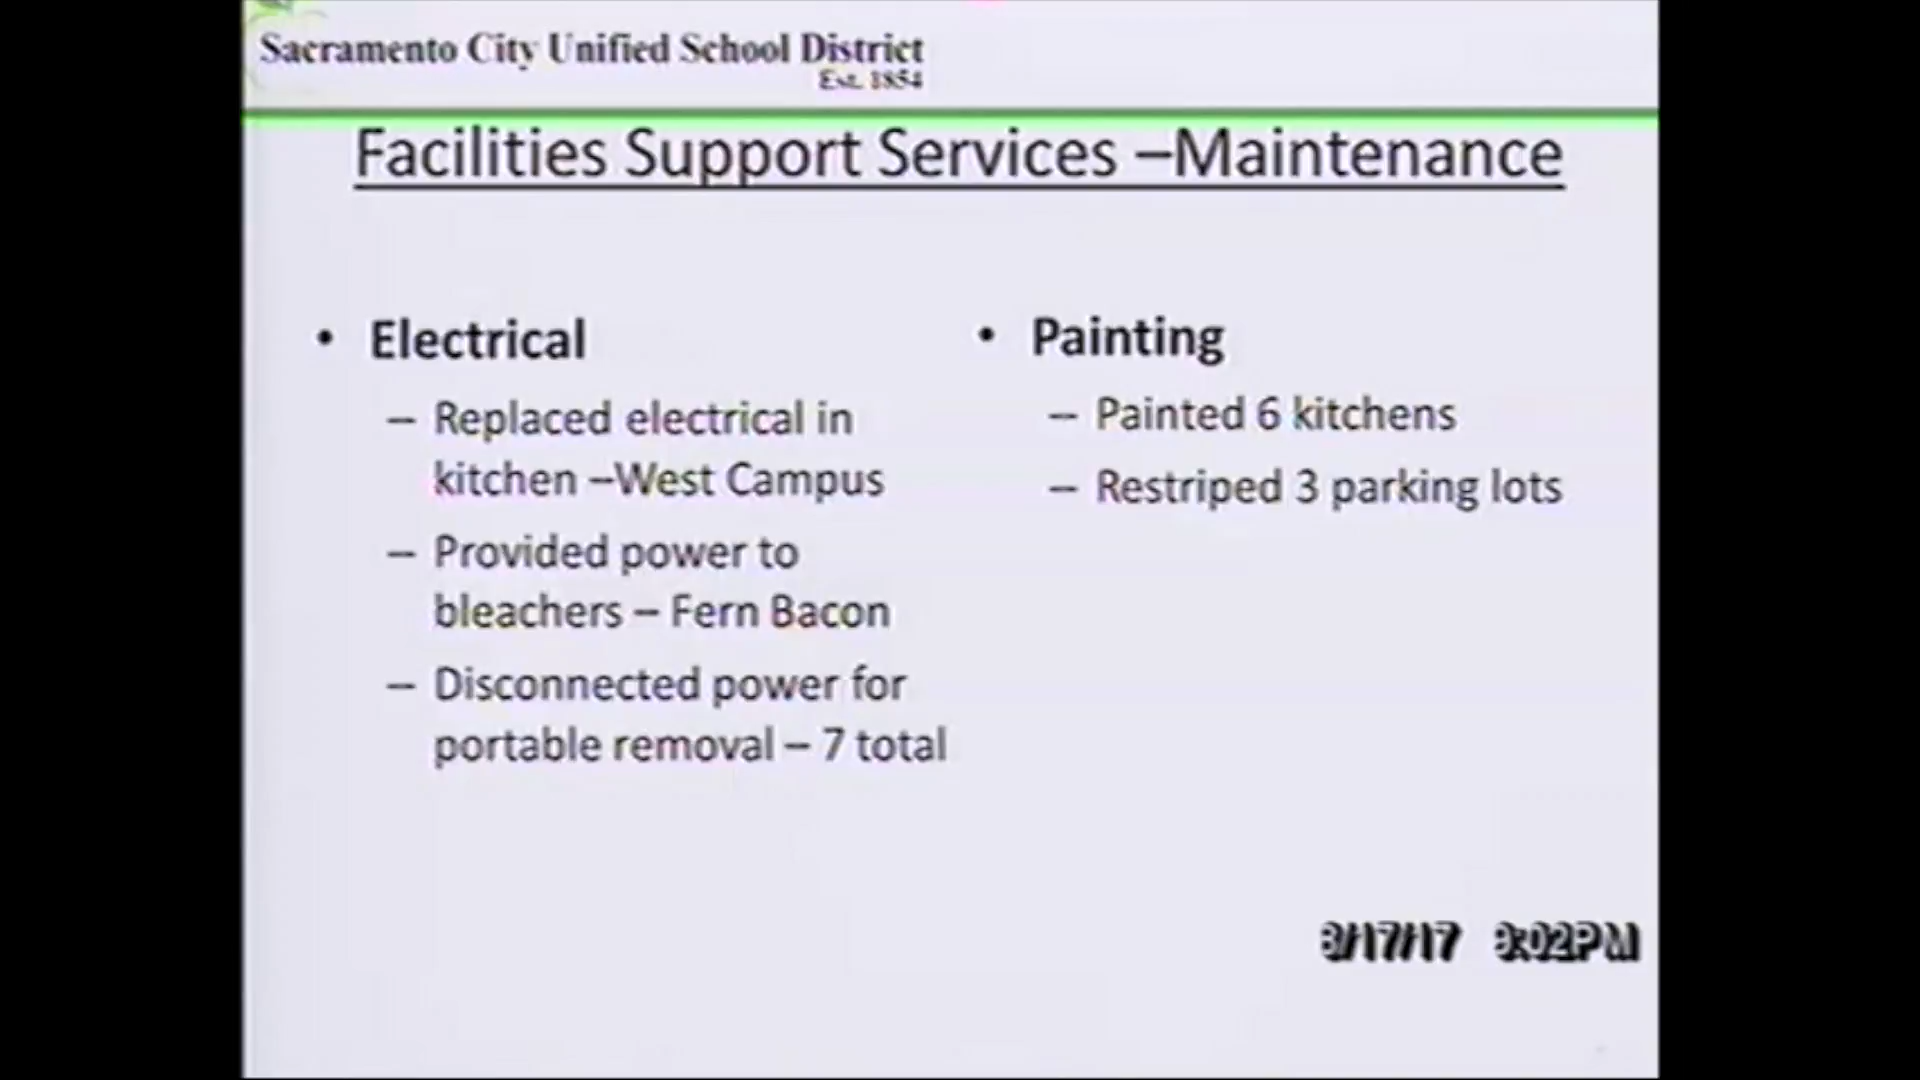 Sacramento City Unified School District
Est. 1854
Facilities Support Services –Maintenance
• Electrical
– Replaced electrical in
kitchen –West Campus
– Provided power to
bleachers – Fern Bacon
– Disconnected power for
portable removal – 7 total
• Painting
– Painted 6 kitchens
– Restriped 3 parking lots